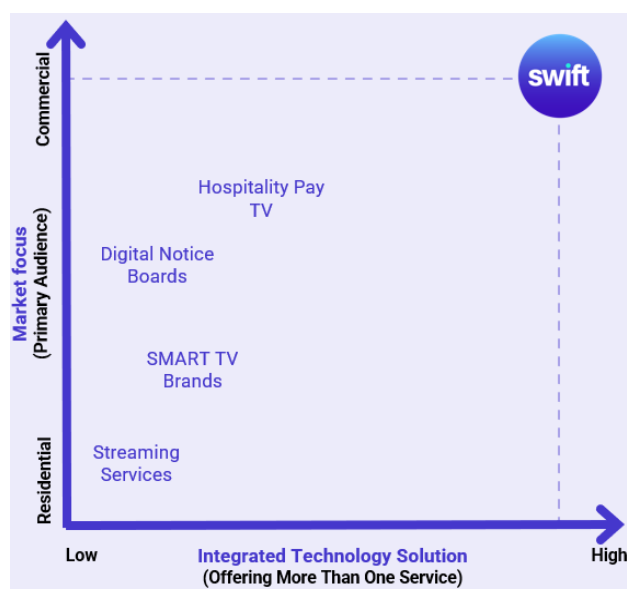 Commercial
swift
Hospitality Pay
TV
Digital Notice
Boards
Market focus
(Primary Audience)
SMART TV
Brands
Streaming
Services
Residential
Low
Integrated Technology Solution
High
(Offering More Than One Service)